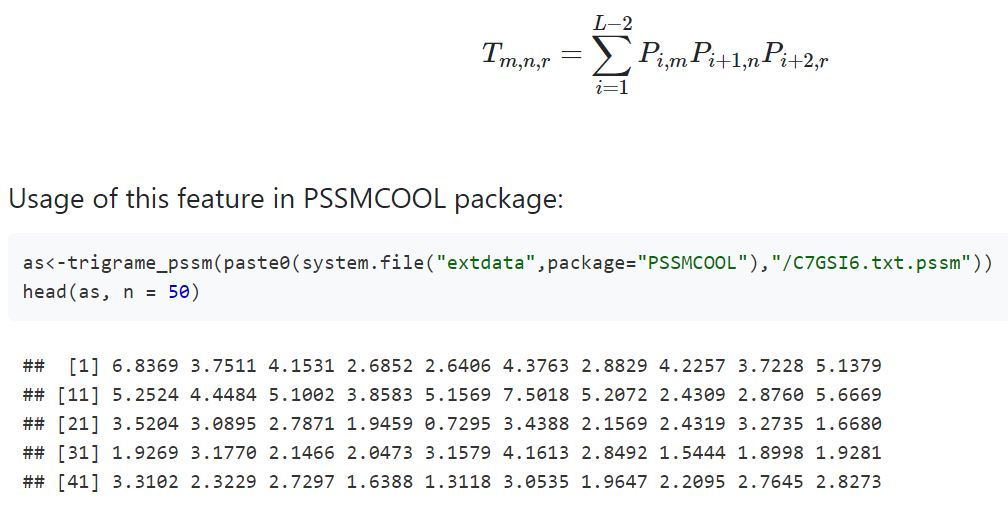 L−2
T_{m,n,r} = ∑ P_{i,m}P_{i+1,n}P_{i+2,r}
i=1
Usage of this feature in PSSMCOOL package:
as<-trigrame_pssm(paste0(system.file("extdata",package="PSSMCOOL"),"/C7GSI6.txt.pssm"))
head(as, n = 50)
##  [1] 6.8369 3.7511 4.1531 2.6852 2.6406 4.3763 2.8829 4.2257 3.7228 5.1379
## [11] 5.2524 4.4484 5.1002 3.8583 5.1569 7.5018 5.2072 2.4309 2.8760 5.6669
## [21] 3.5204 3.0895 2.7871 1.9459 0.7295 3.4388 2.1569 2.4319 3.2735 1.6680
## [31] 1.9269 3.1770 2.1466 2.0473 3.1579 4.1613 2.8492 1.5444 1.8998 1.9281
## [41] 3.3102 2.3229 2.7297 1.6388 1.3118 3.0535 1.9647 2.2095 2.7645 2.8273